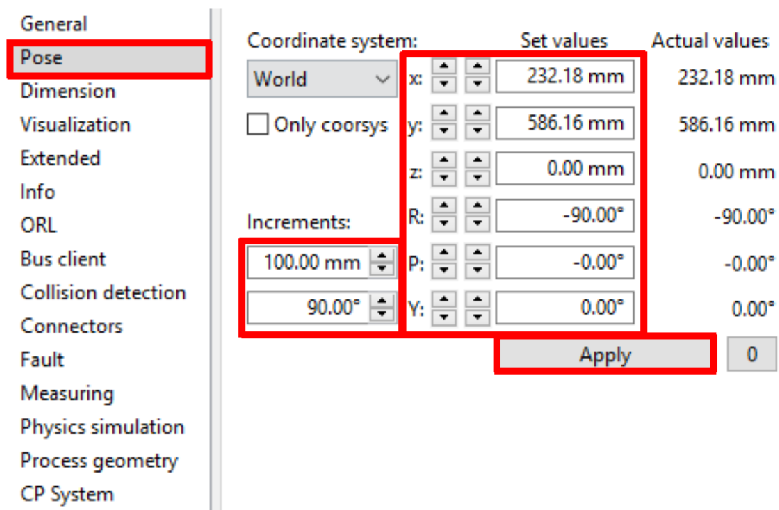 General
Pose
Dimension
Visualization
Extended
Info
ORL
Bus client
Collision detection
Connectors
Fault
Measuring
Physics simulation
Process geometry
CP System
Coordinate system: Set values Actual values
World x: 232.18 mm 232.18 mm
Only coorsys y: 586.16 mm 586.16 mm
z: 0.00 mm 0.00 mm
Increments: R: -90.00° -90.00°
100.00 mm P: -0.00° -0.00°
90.00° Y: 0.00° 0.00°
Apply 0